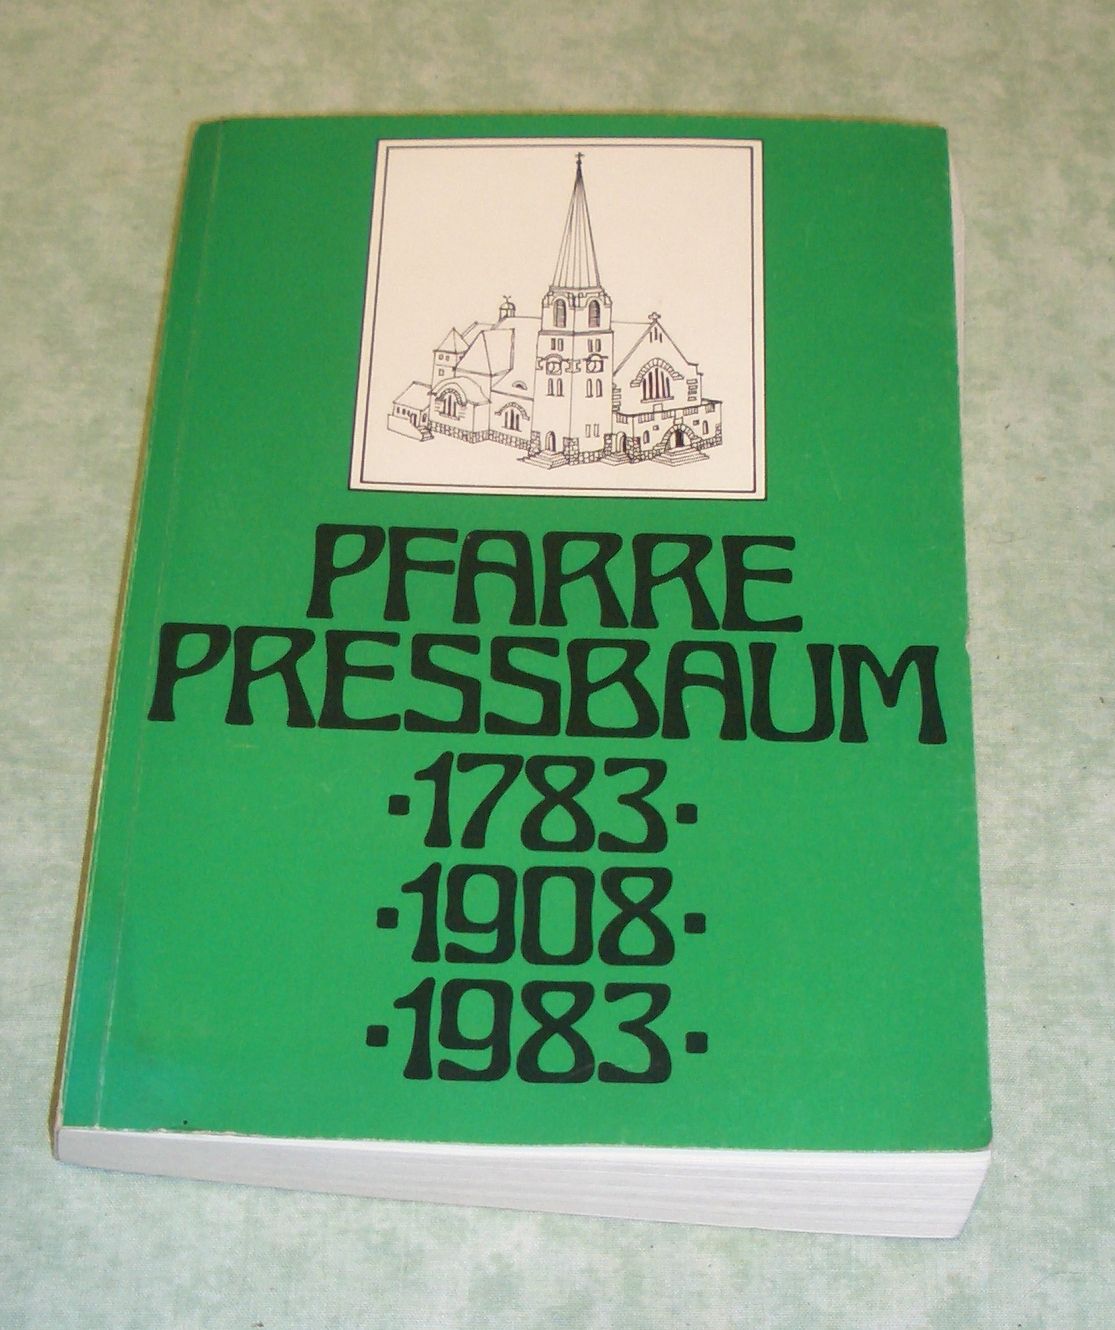 PFARRE
PRESSBAUM
·1783·
·1908·
·1983·